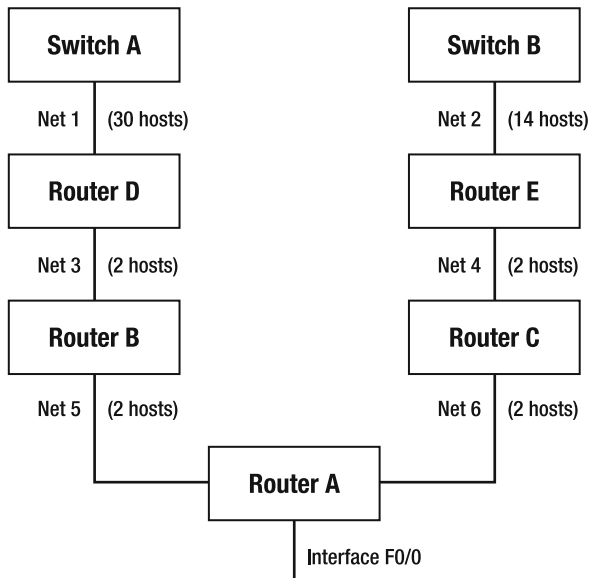 Switch A
Switch B
Net 1 (30 hosts)
Net 2 (14 hosts)
Router D
Router E
Net 3 (2 hosts)
Net 4 (2 hosts)
Router B
Router C
Net 5 (2 hosts)
Net 6 (2 hosts)
Router A
Interface F0/0